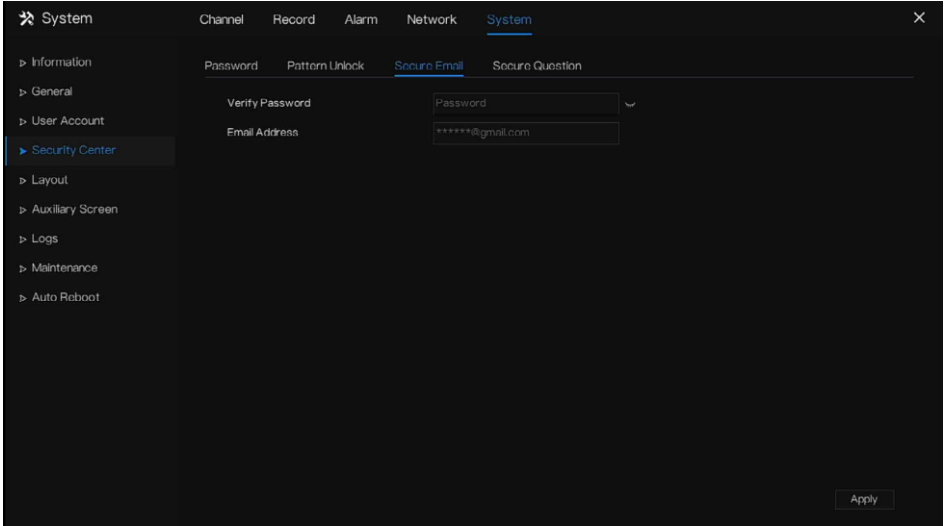 System
Channel Record Alarm Network System
Information
General
User Account
Security Center
Layout
Auxiliary Screen
Logs
Maintenance
Auto Reboot
Password Pattern Unlock Secure Email Secure Question
Verify Password Password
Email Address ******@gmail.com
Apply